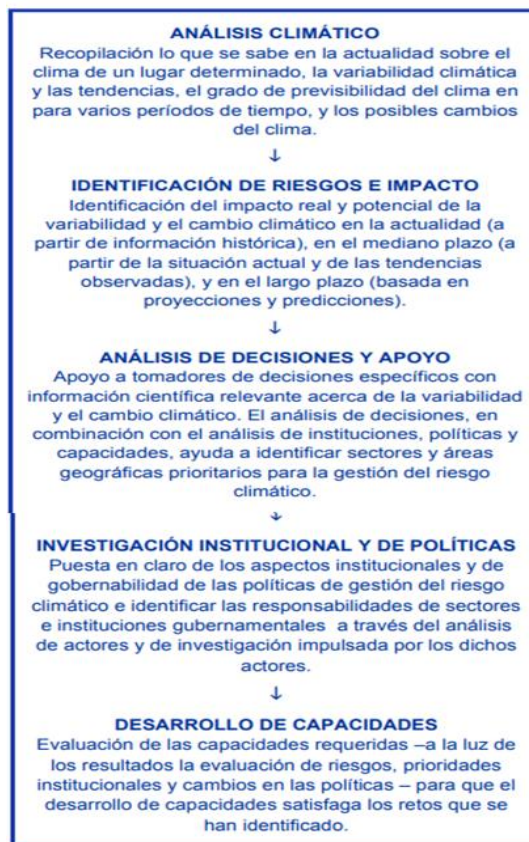 ANÁLISIS CLIMÁTICO
Recopilación lo que se sabe en la actualidad sobre el
clima de un lugar determinado, la variabilidad climática
y las tendencias, el grado de previsibilidad del clima en
para varios períodos de tiempo, y los posibles cambios
del clima.
↓
IDENTIFICACIÓN DE RIESGOS E IMPACTO
Identificación del impacto real y potencial de la
variabilidad y el cambio climático en la actualidad (a
partir de información histórica), en el mediano plazo (a
partir de la situación actual y de las tendencias
observadas), y en el largo plazo (basada en
proyecciones y predicciones).
↓
ANÁLISIS DE DECISIONES Y APOYO
Apoyo a tomadores de decisiones específicos con
información científica relevante acerca de la variabilidad
y el cambio climático. El análisis de decisiones, en
combinación con el análisis de instituciones, políticas y
capacidades, ayuda a identificar sectores y áreas
geográficas prioritarios para la gestión del riesgo
climático.
↓
INVESTIGACIÓN INSTITUCIONAL Y DE POLÍTICAS
Puesta en claro de los aspectos institucionales y de
gobernabilidad de las políticas de gestión del riesgo
climático e identificar las responsabilidades de sectores
e instituciones gubernamentales a través del análisis
de actores y de investigación impulsada por los dichos
actores.
↓
DESARROLLO DE CAPACIDADES
Evaluación de las capacidades requeridas –a la luz de
los resultados la evaluación de riesgos, prioridades
institucionales y cambios en las políticas – para que el
desarrollo de capacidades satisfaga los retos que se
han identificado.